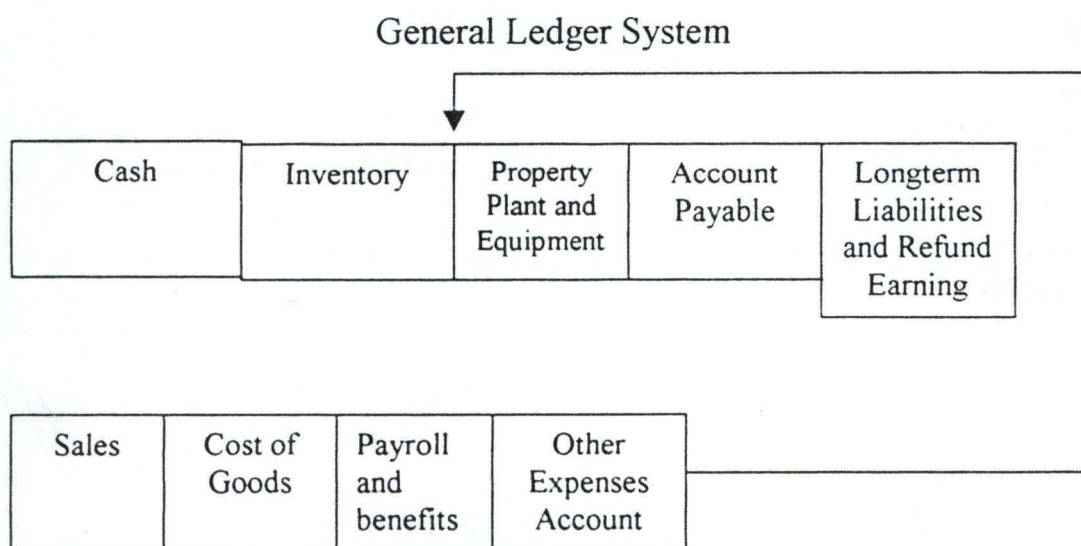 General Ledger System
Cash
Inventory
Property
Plant and
Equipment
Account
Payable
Longterm
Liabilities
and Refund
Earning
Sales
Cost of
Goods
Payroll
and
benefits
Other
Expenses
Account